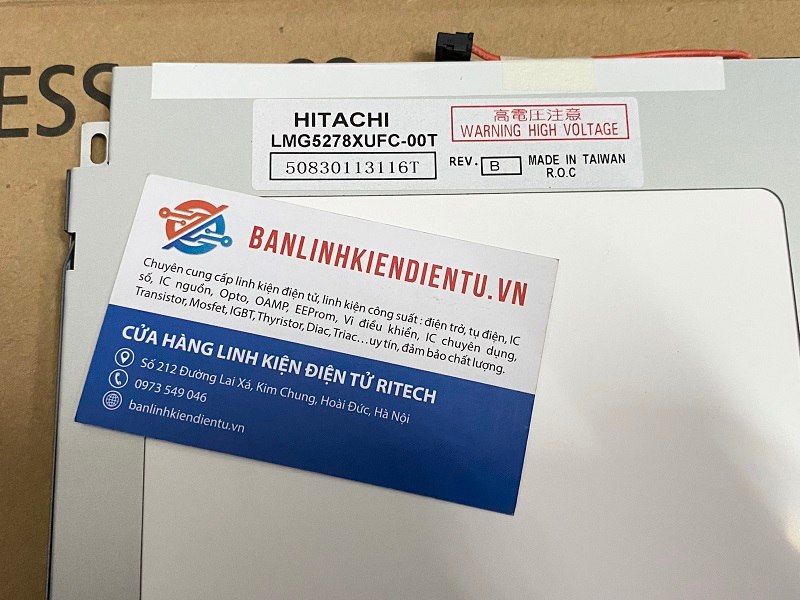 ESS
HITACHI
LMG5278XUFC-00T
50830113116T
高電圧注意
WARNING HIGH VOLTAGE
REV. B MADE IN TAIWAN
R.O.C
BANLINHKIENDIENTU.VN
Chuyên cung cấp linh kiện điện tử, linh kiện công suất : điện trở, tụ điện, IC
số, IC nguồn, Opto, OAMP, EEProm, Vi điều khiển, IC chuyên dụng,
Transistor, Mosfet, IGBT, Thyristor, Diac, Triac…uy tín, đảm bảo chất lượng.
CỬA HÀNG LINH KIỆN ĐIỆN TỬ RITECH
Số 212 Đường Lai Xá, Kim Chung, Hoài Đức, Hà Nội
0973 549 046
banlinhkiendientu.vn